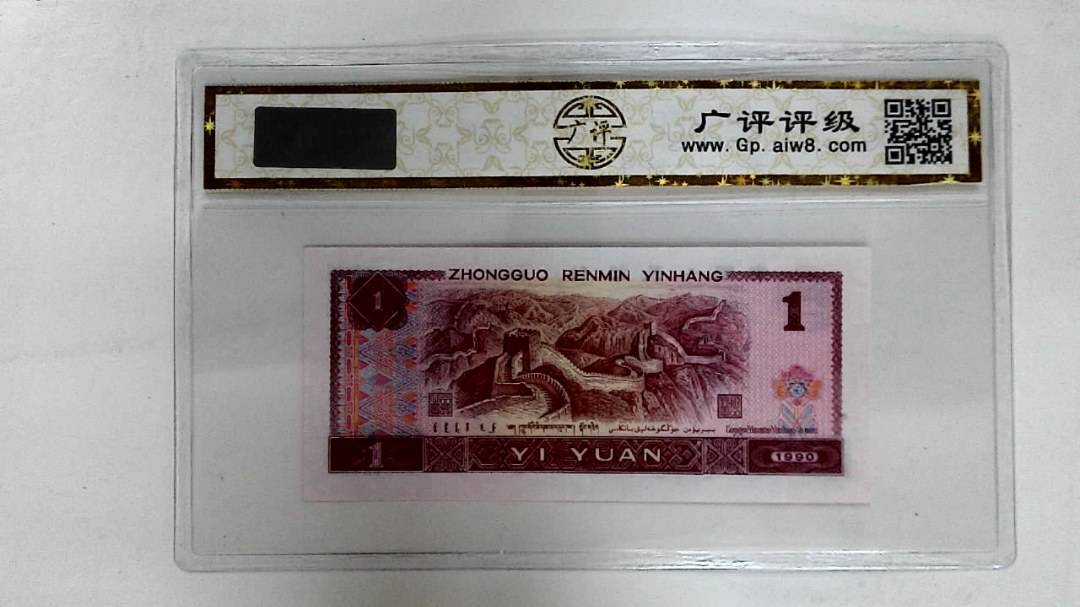 广评
广评评级
www.Gp.aiw8.com
ZHONGGUO RENMIN YINHANG
1
1
1
YI YUAN
1990